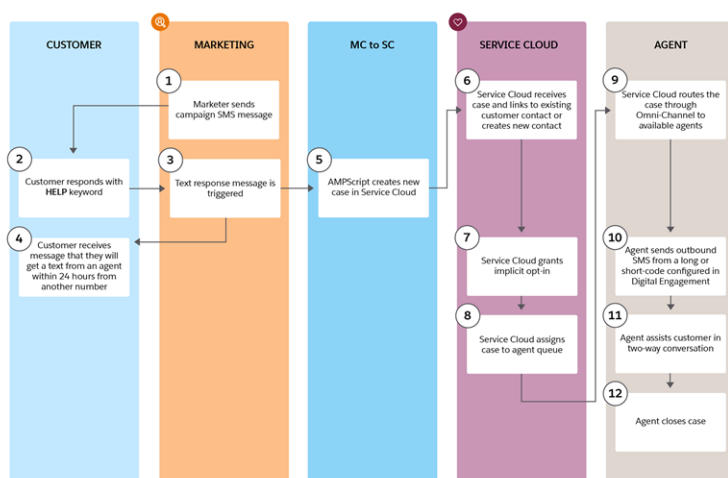 CUSTOMER
MARKETING
MC to SC
SERVICE CLOUD
AGENT
1
Marketer sends
campaign SMS message
2
Customer responds with
HELP keyword
3
Text response message is
triggered
4
Customer receives
message that they will
get a text from an agent
within 24 hours from
another number
5
AMPScript creates new
case in Service Cloud
6
Service Cloud receives
case and links to existing
customer contact or
creates new contact
7
Service Cloud grants
implicit opt-in
8
Service Cloud assigns
case to agent queue
9
Service Cloud routes the
case through
Omni-Channel to
available agents
10
Agent sends outbound
SMS from a long or
short-code configured in
Digital Engagement
11
Agent assists customer in
two-way conversation
12
Agent closes case